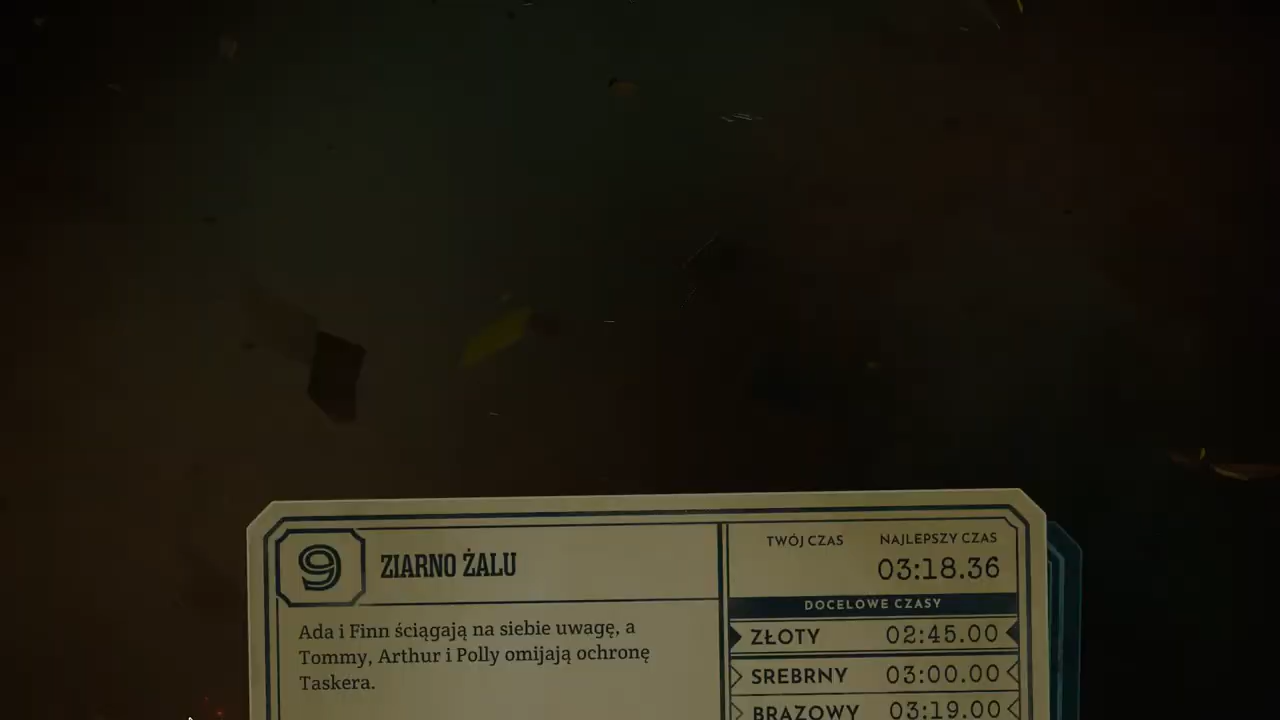 9
ZIARNO ŻALU
Ada i Finn ściągają na siebie uwagę, a
Tommy, Arthur i Polly omijają ochronę
Taskera.
TWÓJ CZAS
NAJLEPSZY CZAS
03:18.36
DOCELOWE CZASY
ZŁOTY 02:45.00
SREBRNY 03:00.00
BRĄZOWY 03:19.00